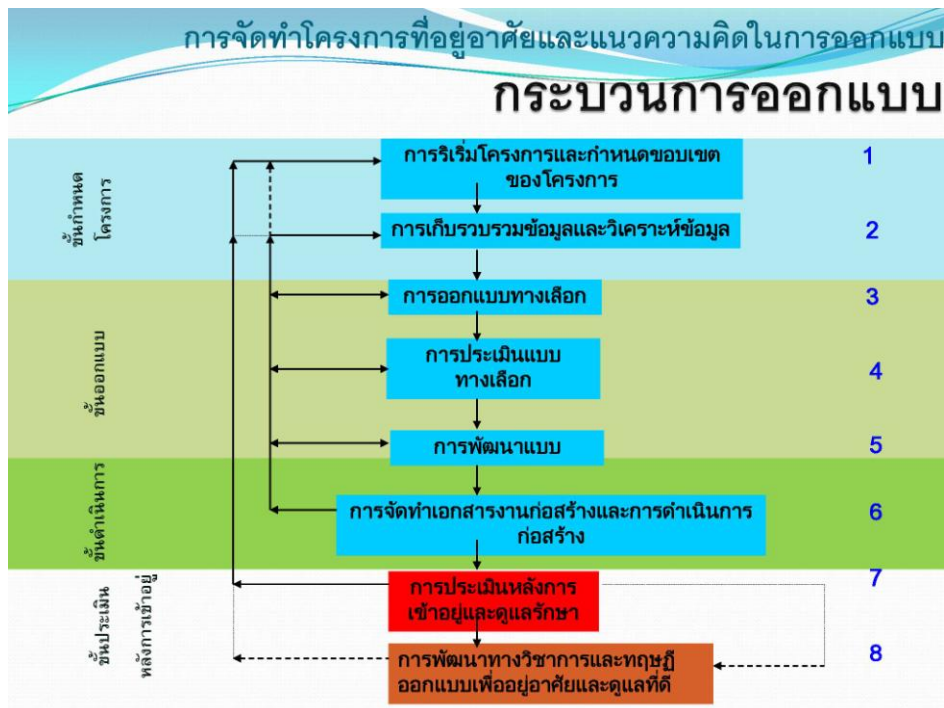 การจัดทำโครงการที่อยู่อาศัยและแนวความคิดในการออกแบบ
กระบวนการออกแบบ
ขั้นกำหนด
โครงการ
การริเริ่มโครงการและกำหนดขอบเขต
ของโครงการ
1
การเก็บรวบรวมข้อมูลและวิเคราะห์ข้อมูล
2
ขั้นออกแบบ
การออกแบบทางเลือก
3
การประเมินแบบ
ทางเลือก
4
การพัฒนาแบบ
5
ขั้นดำเนินการ
การจัดทำเอกสารงานก่อสร้างและการดำเนินการ
ก่อสร้าง
6
ขั้นประเมิน
หลังการเข้าอยู่
การประเมินหลังการ
เข้าอยู่และดูแลรักษา
7
การพัฒนาทางวิชาการและทฤษฎี
ออกแบบเพื่ออยู่อาศัยและดูแลที่ดี
8